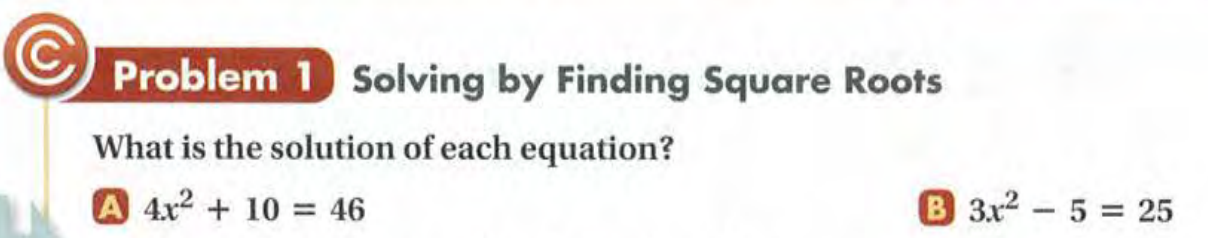 C Problem 1 Solving by Finding Square Roots
What is the solution of each equation?
A 4x² + 10 = 46 B 3x² − 5 = 25